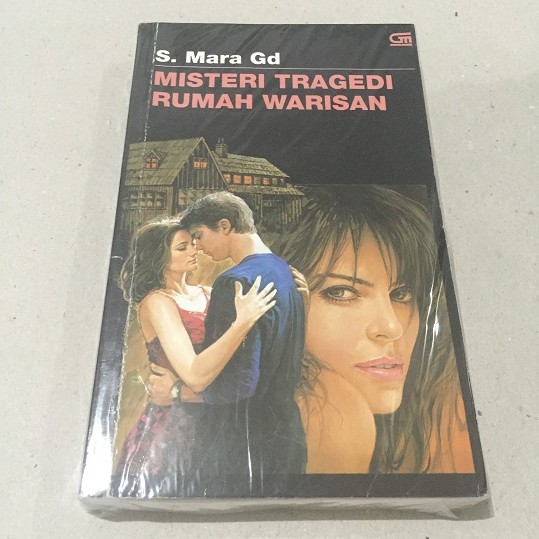 S. Mara Gd
MISTERI TRAGEDI
RUMAH WARISAN